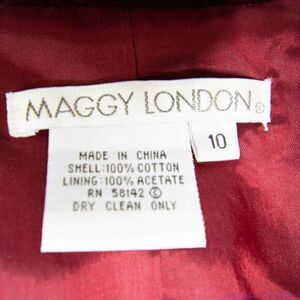 MAGGY LONDON©
10
MADE IN CHINA
SHELL:100% COTTON
LINING:100% ACETATE
RN 58142 ©
DRY CLEAN ONLY